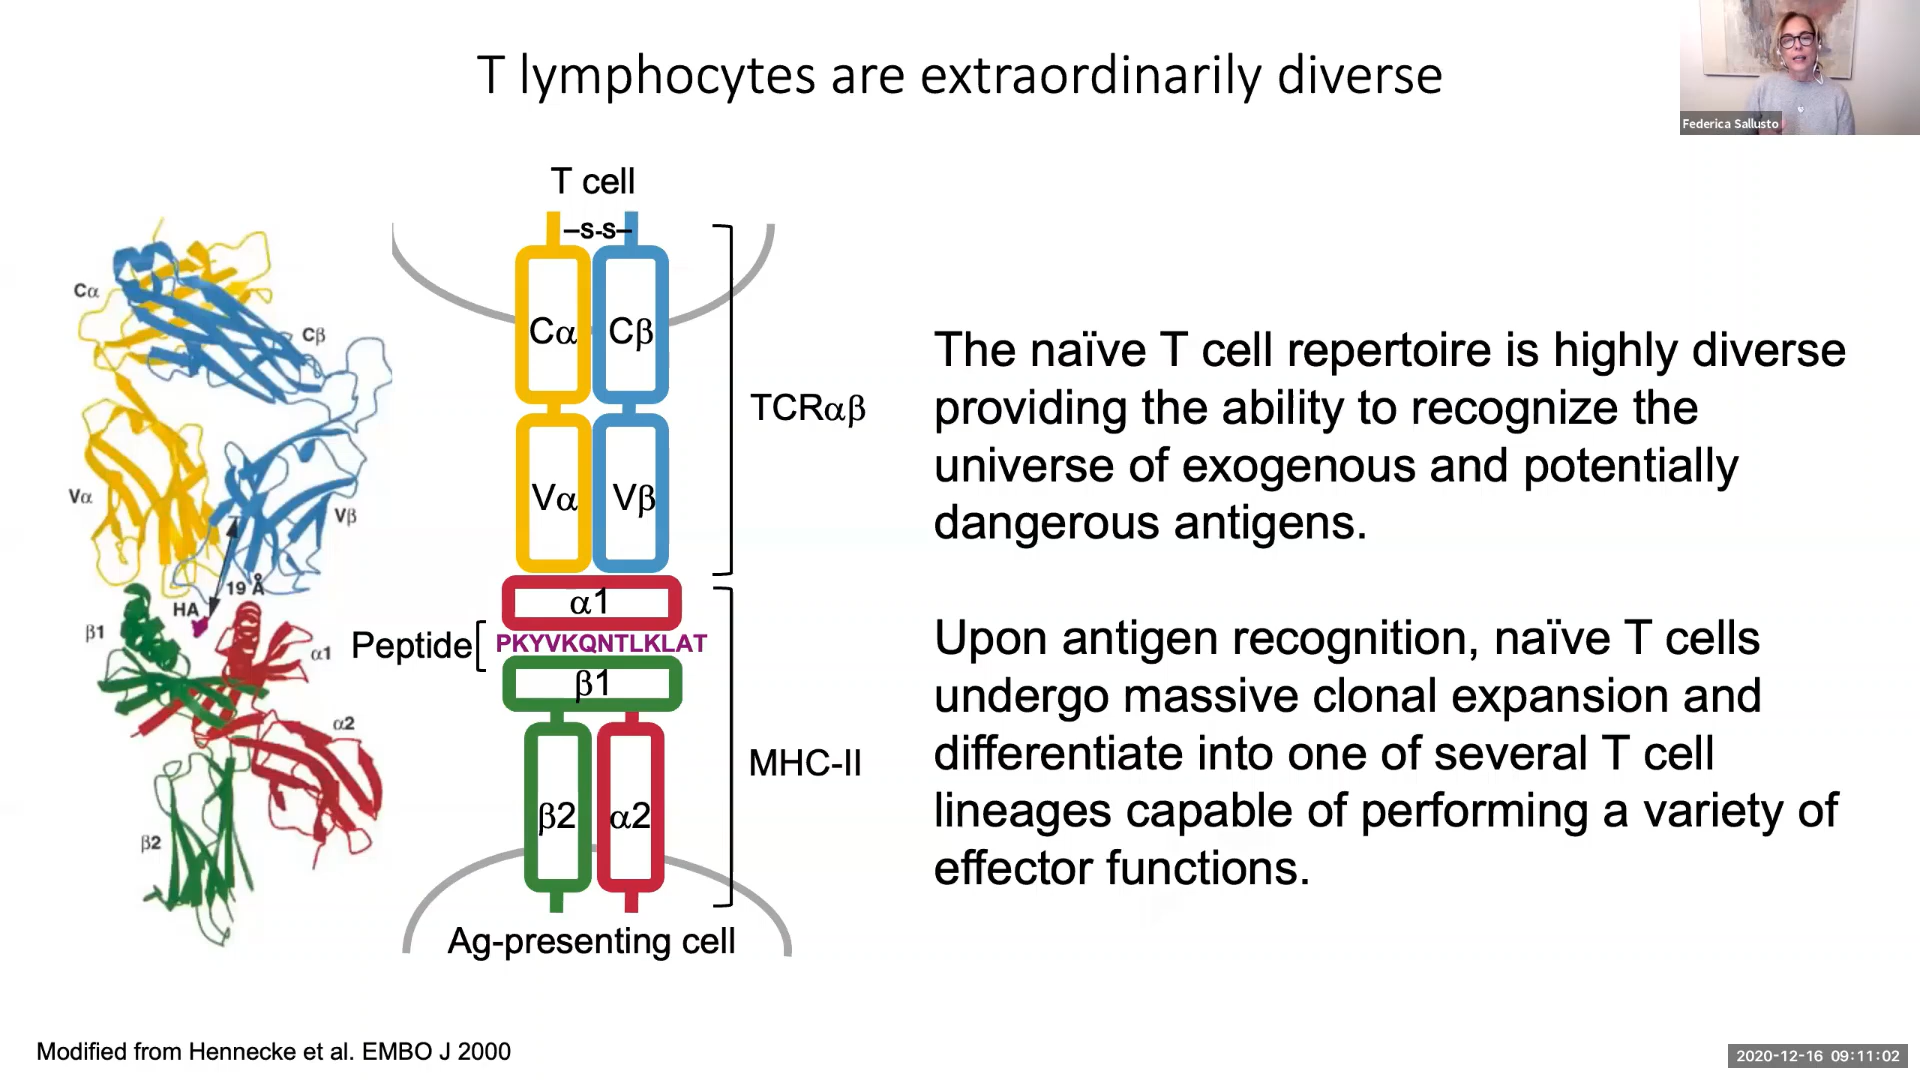 T lymphocytes are extraordinarily diverse
Federica Sallusto
T cell
–s-s–
Cα
Cβ
Vα
Vβ
TCRαβ
α1
Peptide
PKYVKQNTLKLAT
β1
β2
α2
MHC-II
Ag-presenting cell
Cα
Cβ
Vα
Vβ
19 Å
HA
β1
α1
α2
β2
The naïve T cell repertoire is highly diverse
providing the ability to recognize the
universe of exogenous and potentially
dangerous antigens.
Upon antigen recognition, naïve T cells
undergo massive clonal expansion and
differentiate into one of several T cell
lineages capable of performing a variety of
effector functions.
Modified from Hennecke et al. EMBO J 2000
2020-12-16 09:11:02